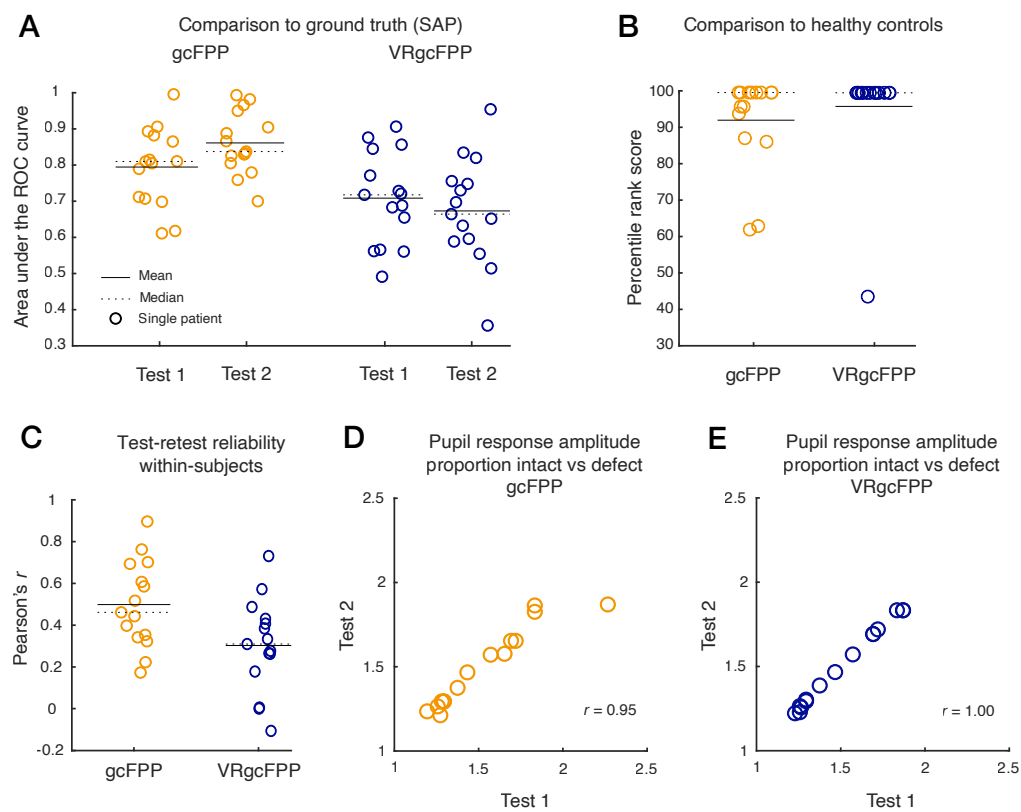 A
Comparison to ground truth (SAP)
gcFPP
VRgcFPP
Area under the ROC curve
1
0.9
0.8
0.7
0.6
0.5
0.4
0.3
Mean
Median
Single patient
Test 1
Test 2
Test 1
Test 2
B
Comparison to healthy controls
Percentile rank score
100
90
80
70
60
50
40
30
gcFPP
VRgcFPP
C
Test-retest reliability
within-subjects
Pearson's r
1
0.8
0.6
0.4
0.2
0
-0.2
gcFPP
VRgcFPP
D
Pupil response amplitude
proportion intact vs defect
gcFPP
Test 2
2.5
2
1.5
1
r = 0.95
1
1.5
2
2.5
Test 1
E
Pupil response amplitude
proportion intact vs defect
VRgcFPP
Test 2
2.5
2
1.5
1
r = 1.00
1
1.5
2
2.5
Test 1